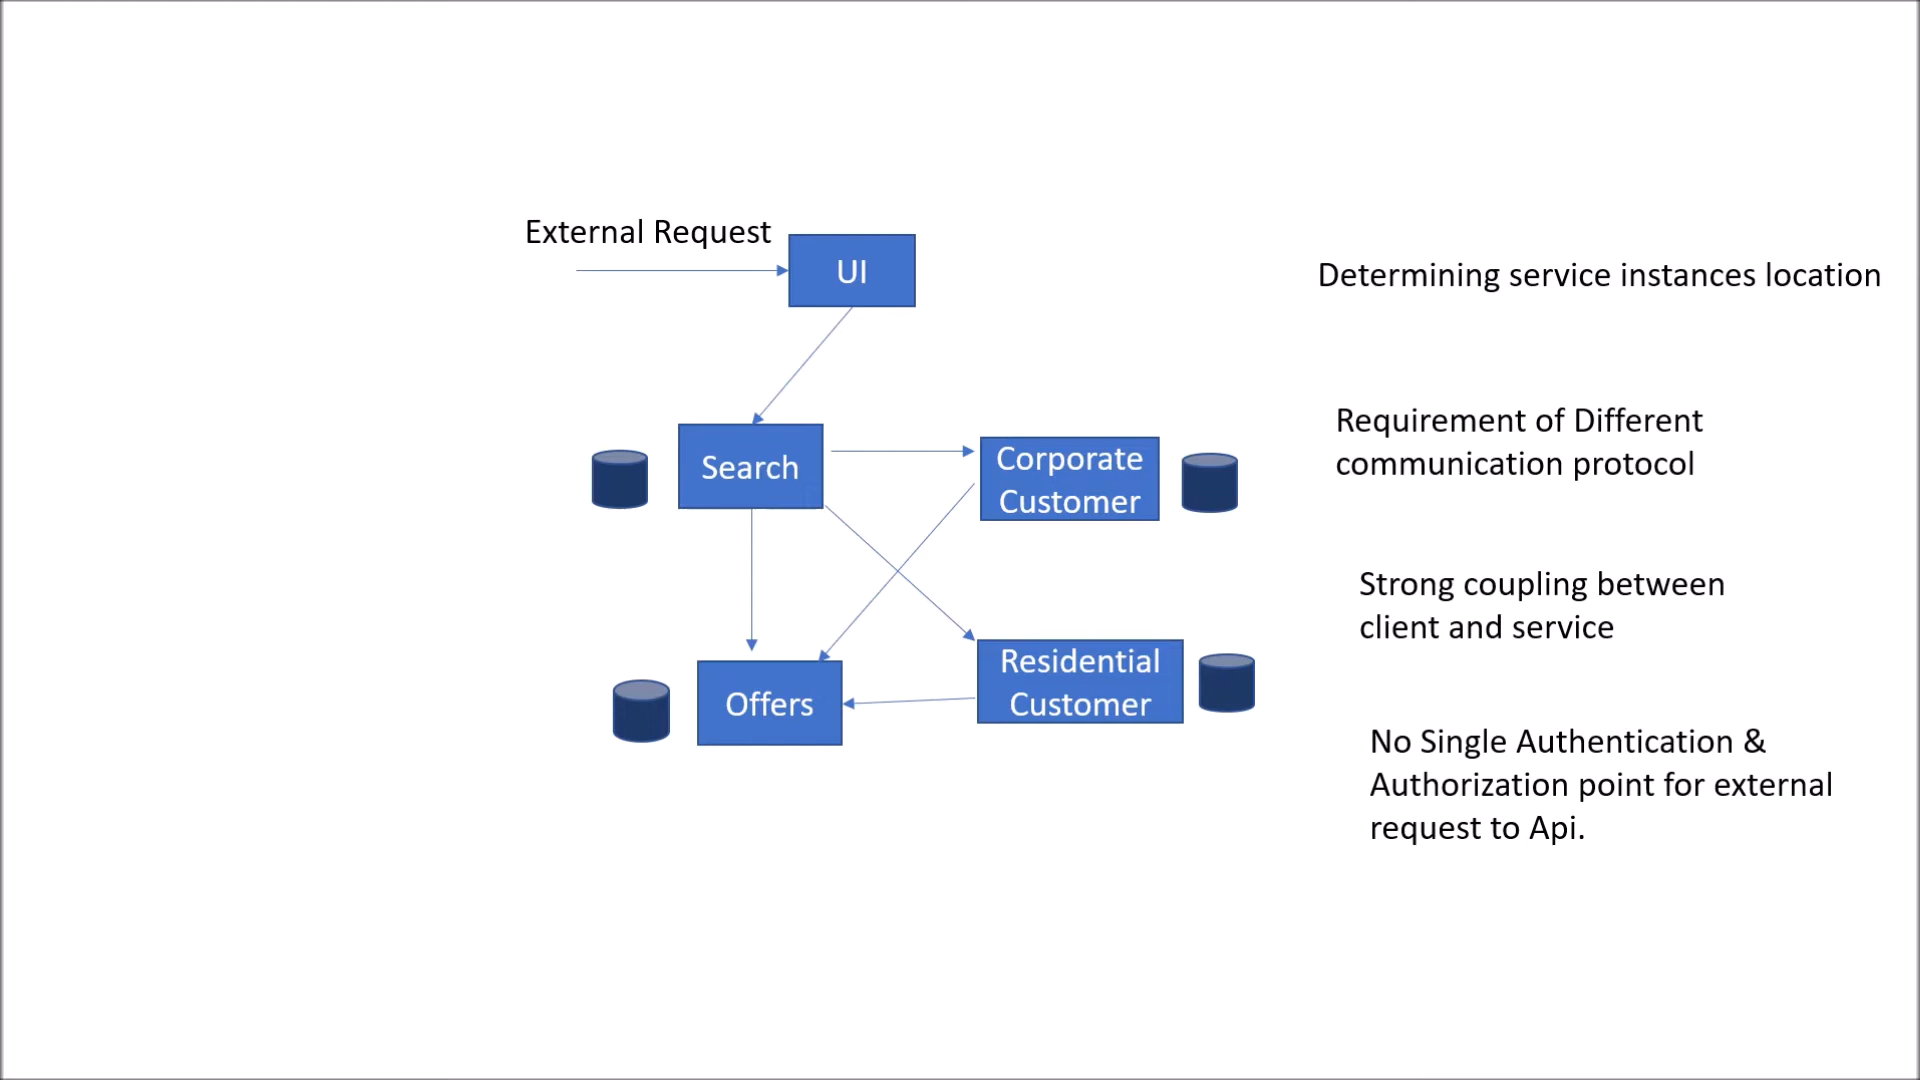 External Request
UI
Determining service instances location
Search
Corporate
Customer
Requirement of Different
communication protocol
Strong coupling between
client and service
Offers
Residential
Customer
No Single Authentication &
Authorization point for external
request to Api.